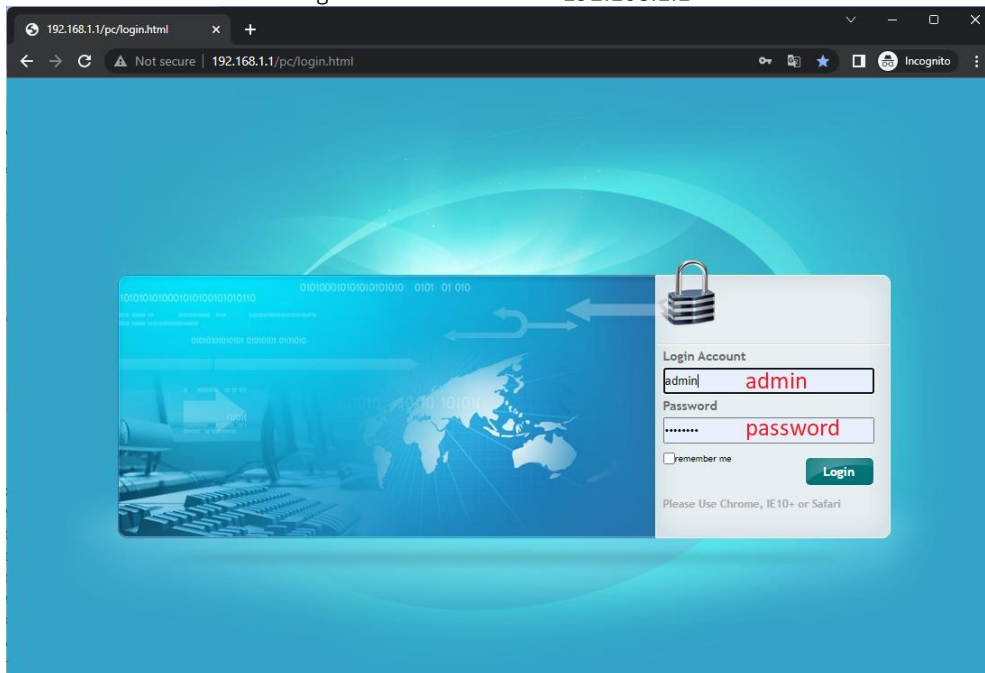 192.168.1.1/pc/login.html
Not secure | 192.168.1.1/pc/login.html
Incognito
Login Account
admin admin
Password
•••••••• password
remember me
Login
Please Use Chrome, IE10+ or Safari